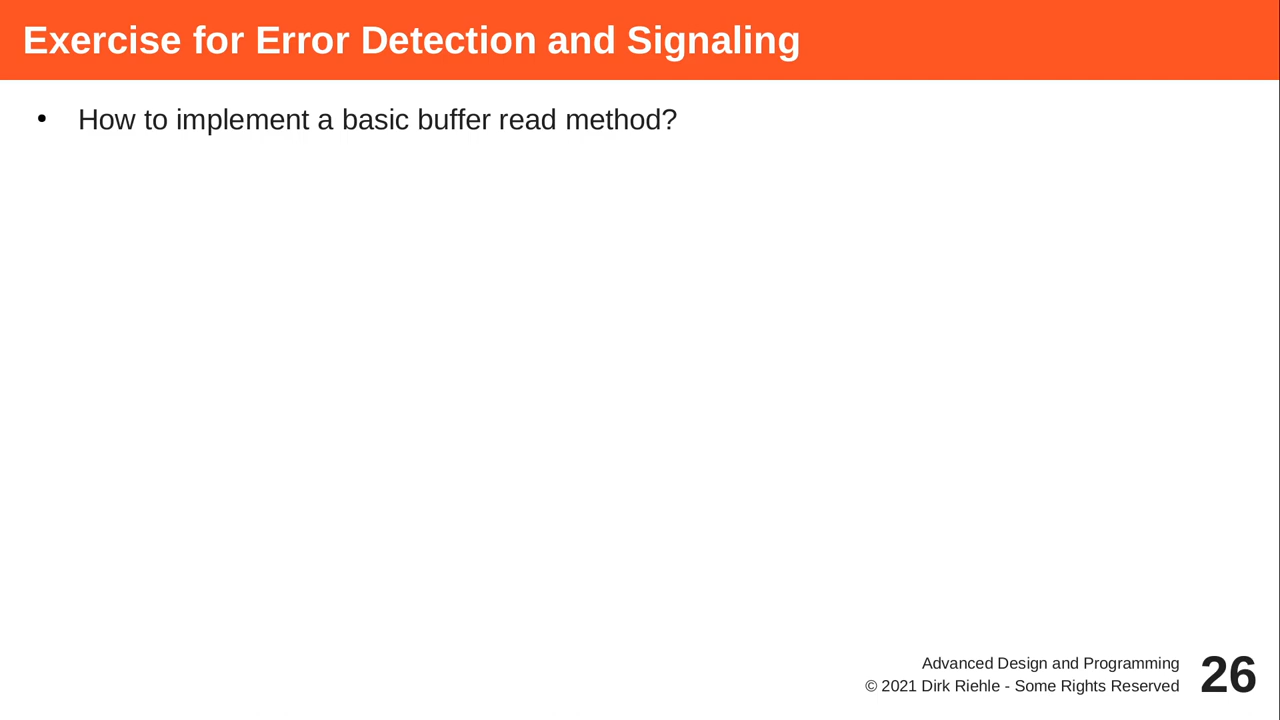 Exercise for Error Detection and Signaling
• How to implement a basic buffer read method?
Advanced Design and Programming
© 2021 Dirk Riehle - Some Rights Reserved
26